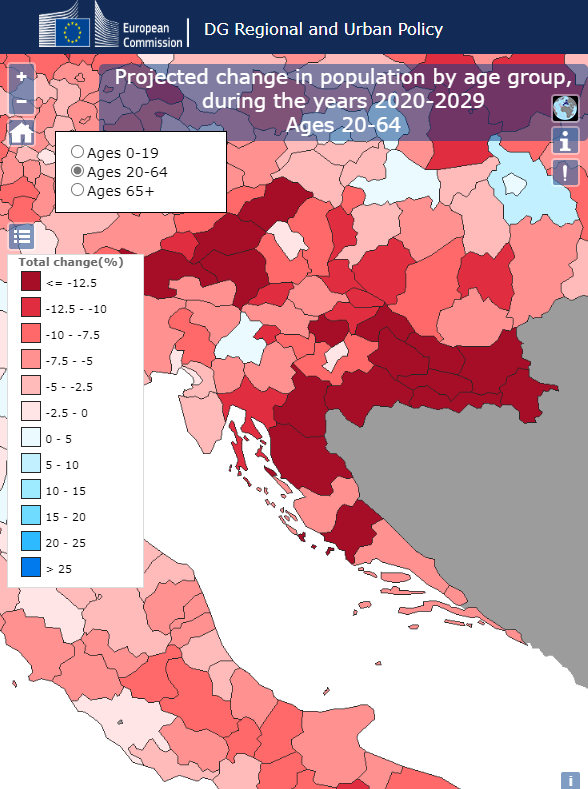 European
Commission
DG Regional and Urban Policy
+
−
Projected change in population by age group,
during the years 2020-2029
Ages 20-64
i
!
Ages 0-19
Ages 20-64
Ages 65+
Total change(%)
<= -12.5
-12.5 - -10
-10 - -7.5
-7.5 - -5
-5 - -2.5
-2.5 - 0
0 - 5
5 - 10
10 - 15
15 - 20
20 - 25
> 25
i